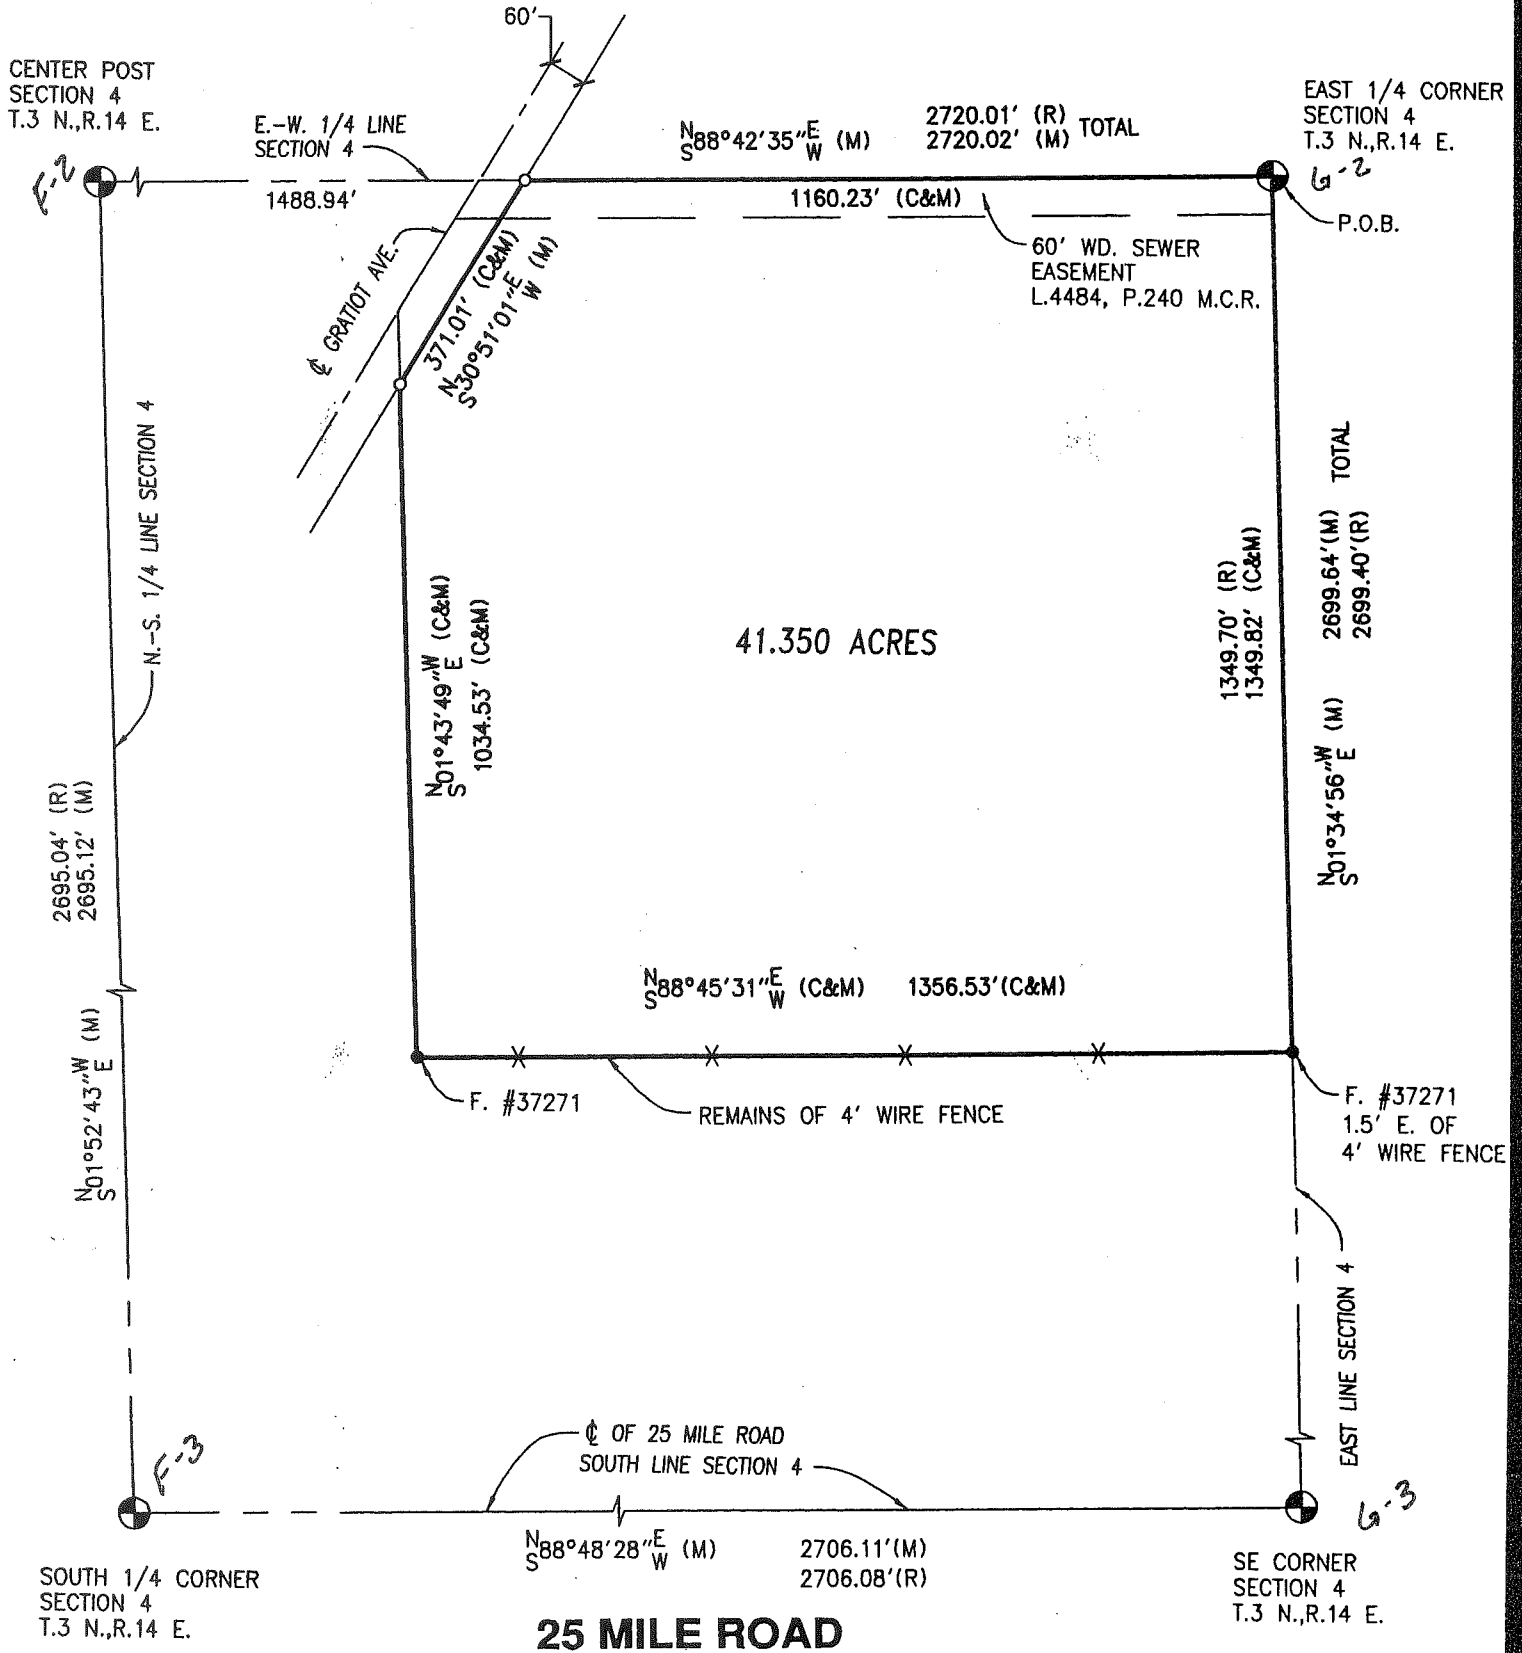 60'
CENTER POST
SECTION 4
T.3 N.,R.14 E.
F-2
E.-W. 1/4 LINE
SECTION 4
1488.94'
N
S88°42'35"E
W (M)
2720.01' (R)
2720.02' (M) TOTAL
EAST 1/4 CORNER
SECTION 4
T.3 N.,R.14 E.
G-2
P.O.B.
1160.23' (C&M)
60' WD. SEWER
EASEMENT
L.4484, P.240 M.C.R.
℄ GRATIOT AVE.
371.01' (C&M)
N
S30°51'01"E
W (M)
N.-S. 1/4 LINE SECTION 4
2695.04' (R)
2695.12' (M)
N
S01°52'43"W
E (M)
N
S01°43'49"W
E (C&M)
1034.53' (C&M)
41.350 ACRES
1349.70' (R)
1349.82' (C&M)
2699.64'(M) TOTAL
2699.40'(R)
N
S01°34'56"W
E (M)
N
S88°45'31"E
W (C&M) 1356.53'(C&M)
F. #37271
REMAINS OF 4' WIRE FENCE
F. #37271
1.5' E. OF
4' WIRE FENCE
EAST LINE SECTION 4
℄ OF 25 MILE ROAD
SOUTH LINE SECTION 4
F-3
G-3
N
S88°48'28"E
W (M)
2706.11'(M)
2706.08'(R)
SOUTH 1/4 CORNER
SECTION 4
T.3 N.,R.14 E.
SE CORNER
SECTION 4
T.3 N.,R.14 E.
25 MILE ROAD